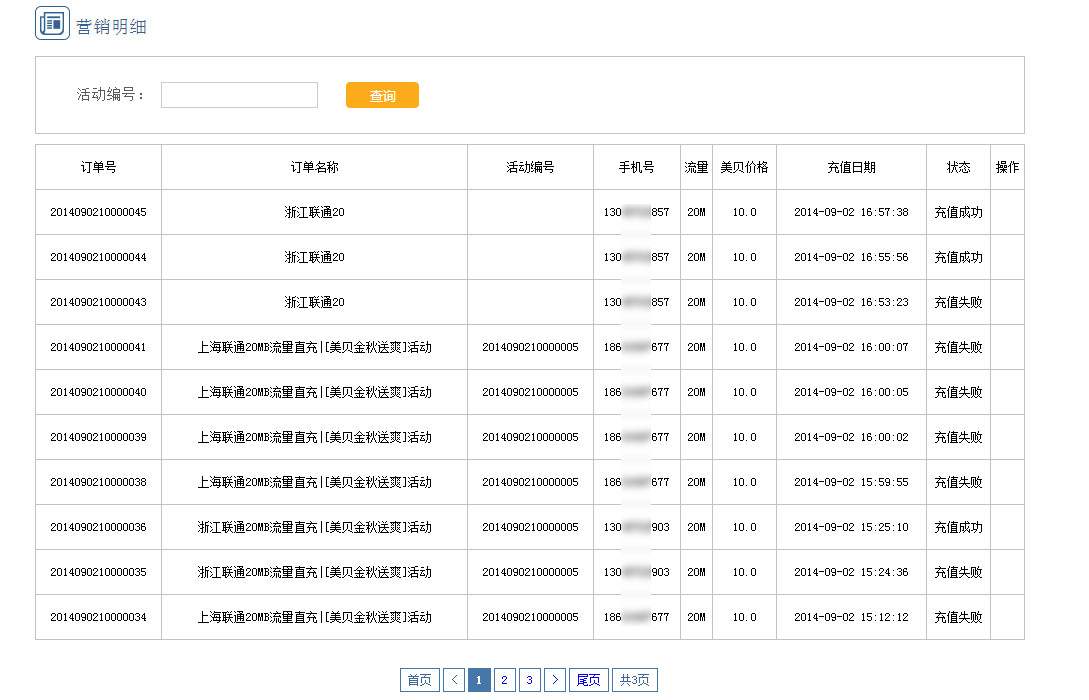 营销明细
活动编号： 查询
订单号 订单名称 活动编号 手机号 流量 美贝价格 充值日期 状态 操作
2014090210000045 浙江联通20 130 857 20M 10.0 2014-09-02 16:57:38 充值成功
2014090210000044 浙江联通20 130 857 20M 10.0 2014-09-02 16:55:56 充值成功
2014090210000043 浙江联通20 130 857 20M 10.0 2014-09-02 16:53:23 充值失败
2014090210000041 上海联通20MB流量直充|[美贝金秋送爽]活动 2014090210000005 186 677 20M 10.0 2014-09-02 16:00:07 充值失败
2014090210000040 上海联通20MB流量直充|[美贝金秋送爽]活动 2014090210000005 186 677 20M 10.0 2014-09-02 16:00:05 充值失败
2014090210000039 上海联通20MB流量直充|[美贝金秋送爽]活动 2014090210000005 186 677 20M 10.0 2014-09-02 16:00:02 充值失败
2014090210000038 上海联通20MB流量直充|[美贝金秋送爽]活动 2014090210000005 186 677 20M 10.0 2014-09-02 15:59:55 充值失败
2014090210000036 浙江联通20MB流量直充|[美贝金秋送爽]活动 2014090210000005 130 903 20M 10.0 2014-09-02 15:25:10 充值成功
2014090210000035 浙江联通20MB流量直充|[美贝金秋送爽]活动 2014090210000005 130 903 20M 10.0 2014-09-02 15:24:36 充值失败
2014090210000034 上海联通20MB流量直充|[美贝金秋送爽]活动 2014090210000005 186 677 20M 10.0 2014-09-02 15:12:12 充值失败
首页 < 1 2 3 > 尾页 共3页